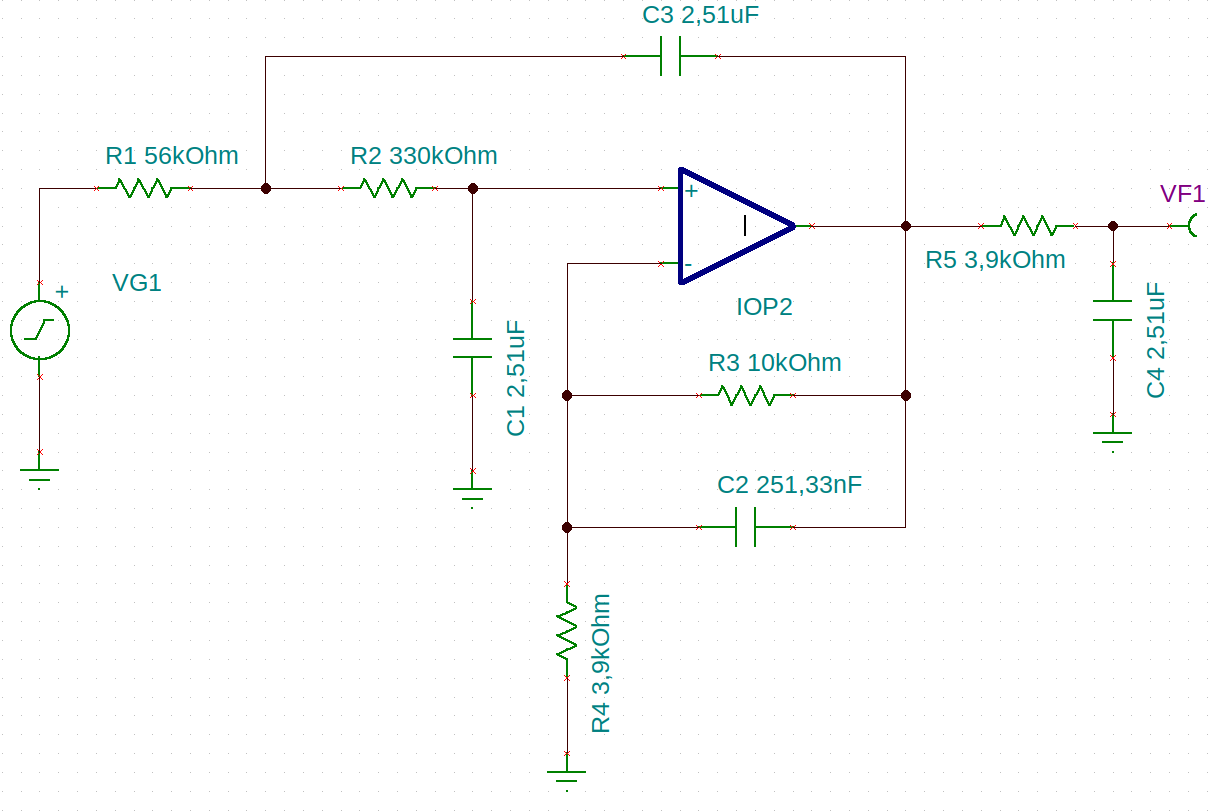 C3 2,51uF
R1 56kOhm
R2 330kOhm
+
VF1
R5 3,9kOhm
-
VG1
+
IOP2
C1 2,51uF
R3 10kOhm
C4 2,51uF
C2 251,33nF
R4 3,9kOhm